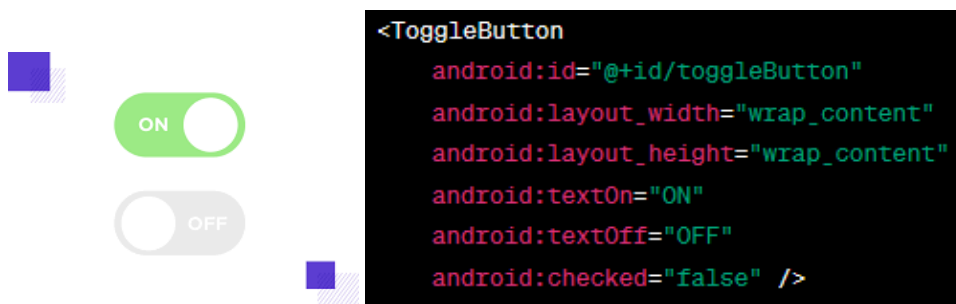 ON
OFF
<ToggleButton
android:id="@+id/toggleButton"
android:layout_width="wrap_content"
android:layout_height="wrap_content"
android:textOn="ON"
android:textOff="OFF"
android:checked="false" />